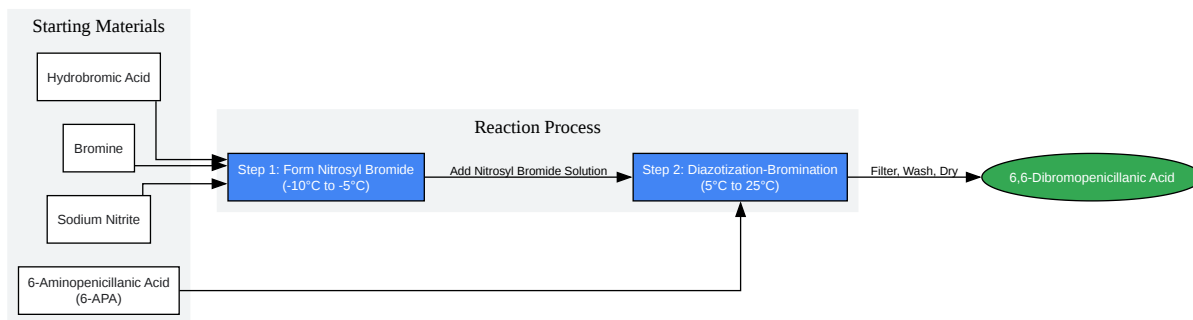 Starting Materials
Hydrobromic Acid
Bromine
Sodium Nitrite
6-Aminopenicillanic Acid
(6-APA)
Reaction Process
Step 1: Form Nitrosyl Bromide
(-10°C to -5°C)
Add Nitrosyl Bromide Solution
Step 2: Diazotization-Bromination
(5°C to 25°C)
Filter, Wash, Dry
6,6-Dibromopenicillanic Acid